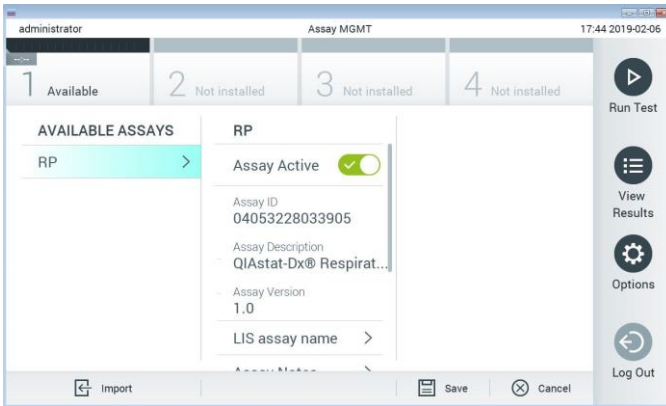 administrator Assay MGMT 17:44 2019-02-06
--:--
1 Available 2 Not installed 3 Not installed 4 Not installed
Run Test
AVAILABLE ASSAYS
RP
RP
Assay Active
Assay ID
04053228033905
Assay Description
QIAstat-Dx® Respirat...
Assay Version
1.0
LIS assay name
Assay Notes
View
Results
Options
Log Out
Import
Save
Cancel